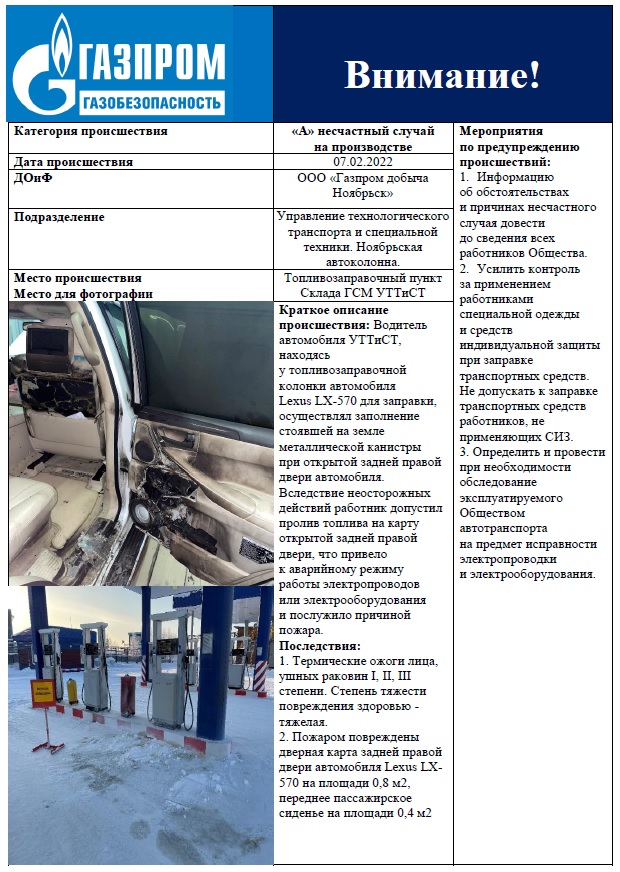 ГАЗПРОМ
ГАЗОБЕЗОПАСНОСТЬ
Внимание!
Категория происшествия
«А» несчастный случай
на производстве
Дата происшествия
07.02.2022
ДОиФ
ООО «Газпром добыча
Ноябрьск»
Подразделение
Управление технологического
транспорта и специальной
техники. Ноябрьская
автоколонна.
Место происшествия
Место для фотографии
Топливозаправочный пункт
Склада ГСМ УТТиСТ
Краткое описание
происшествия: Водитель
автомобиля УТТиСТ,
находясь
у топливозаправочной
колонки автомобиля
Lexus LX-570 для заправки,
осуществлял заполнение
стоявшей на земле
металлической канистры
при открытой задней правой
двери автомобиля.
Вследствие неосторожных
действий работник допустил
пролив топлива на карту
открытой задней правой
двери, что привело
к аварийному режиму
работы электропроводов
или электрооборудования
и послужило причиной
пожара.
Последствия:
1. Термические ожоги лица,
ушных раковин I, II, III
степени. Степень тяжести
повреждения здоровью -
тяжелая.
2. Пожаром повреждены
дверная карта задней правой
двери автомобиля Lexus LX-
570 на площади 0,8 м2,
переднее пассажирское
сиденье на площади 0,4 м2
Мероприятия
по предупреждению
происшествий:
1. Информацию
об обстоятельствах
и причинах несчастного
случая довести
до сведения всех
работников Общества.
2. Усилить контроль
за применением
работниками
специальной одежды
и средств
индивидуальной защиты
при заправке
транспортных средств.
Не допускать к заправке
транспортных средств
работников, не
применяющих СИЗ.
3. Определить и провести
при необходимости
обследование
эксплуатируемого
Обществом
автотранспорта
на предмет исправности
электропроводки
и электрооборудования.